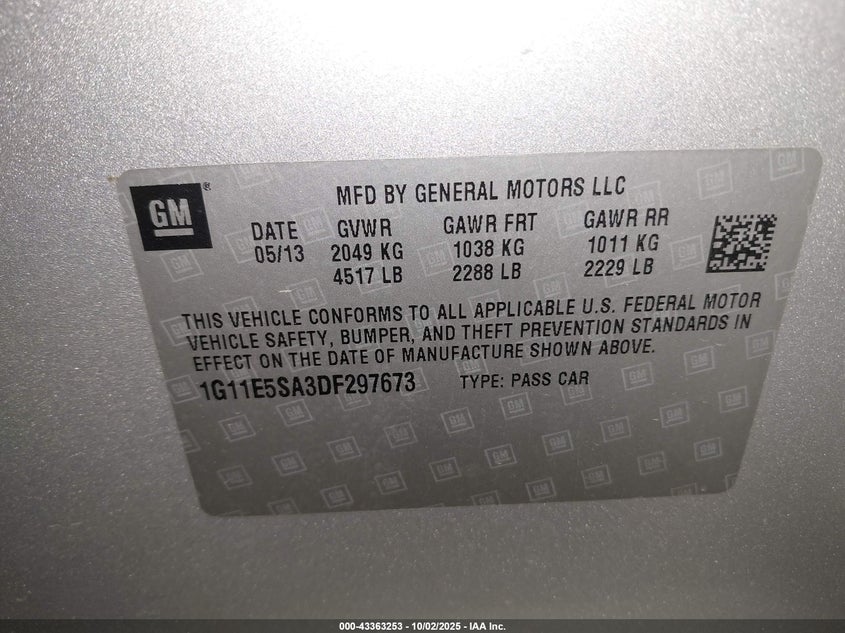 GM®
MFD BY GENERAL MOTORS LLC
DATE GVWR GAWR FRT GAWR RR
05/13 2049 KG 1038 KG 1011 KG
4517 LB 2288 LB 2229 LB
THIS VEHICLE CONFORMS TO ALL APPLICABLE U.S. FEDERAL MOTOR
VEHICLE SAFETY, BUMPER, AND THEFT PREVENTION STANDARDS IN
EFFECT ON THE DATE OF MANUFACTURE SHOWN ABOVE.
1G11E5SA3DF297673 TYPE: PASS CAR
000-43363253 - 10/02/2025 - IAA Inc.